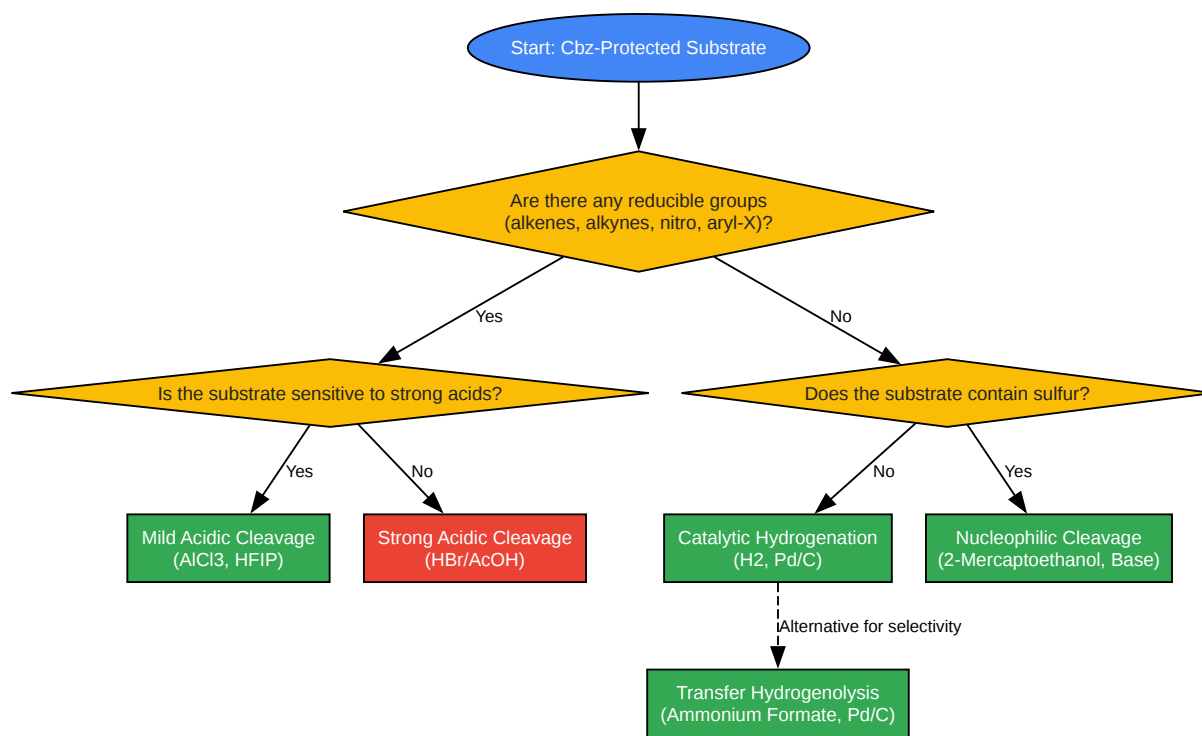 Start: Cbz-Protected Substrate
Are there any reducible groups
(alkenes, alkynes, nitro, aryl-X)?
Yes
No
Is the substrate sensitive to strong acids?
Does the substrate contain sulfur?
Yes
No
No
Yes
Mild Acidic Cleavage
(AlCl3, HFIP)
Strong Acidic Cleavage
(HBr/AcOH)
Catalytic Hydrogenation
(H2, Pd/C)
Nucleophilic Cleavage
(2-Mercaptoethanol, Base)
Alternative for selectivity
Transfer Hydrogenolysis
(Ammonium Formate, Pd/C)